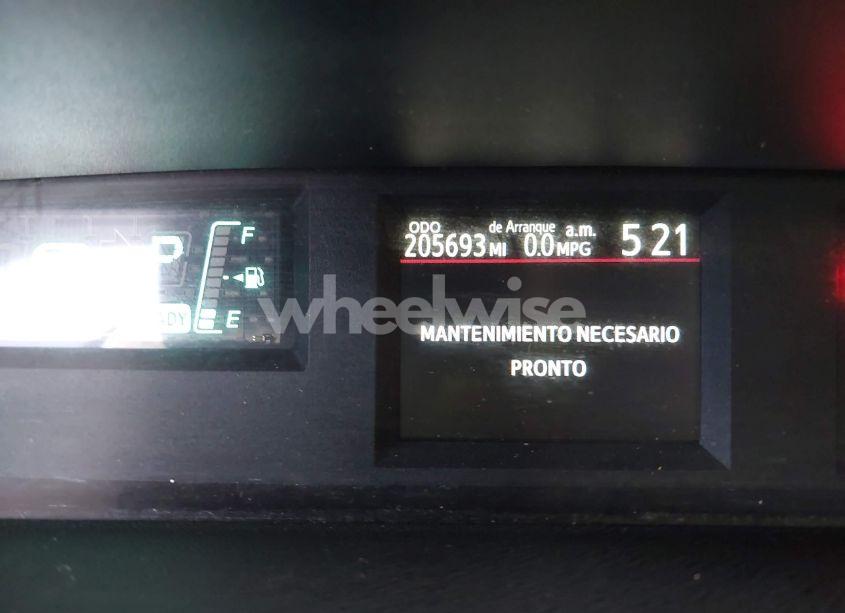 ODO de Arranque a.m. 5 21
205693 MI 0.0 MPG
F
P
E
wheelwise
MANTENIMIENTO NECESARIO
PRONTO